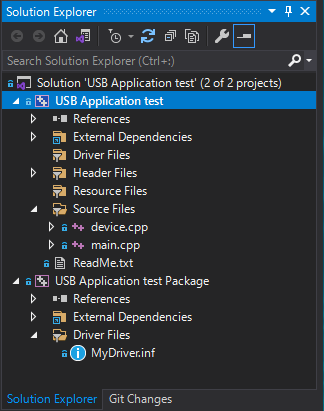 Solution Explorer
Search Solution Explorer (Ctrl+;)
Solution 'USB Application test' (2 of 2 projects)
USB Application test
References
External Dependencies
Driver Files
Header Files
Resource Files
Source Files
device.cpp
main.cpp
ReadMe.txt
USB Application test Package
References
External Dependencies
Driver Files
MyDriver.inf
Solution Explorer Git Changes